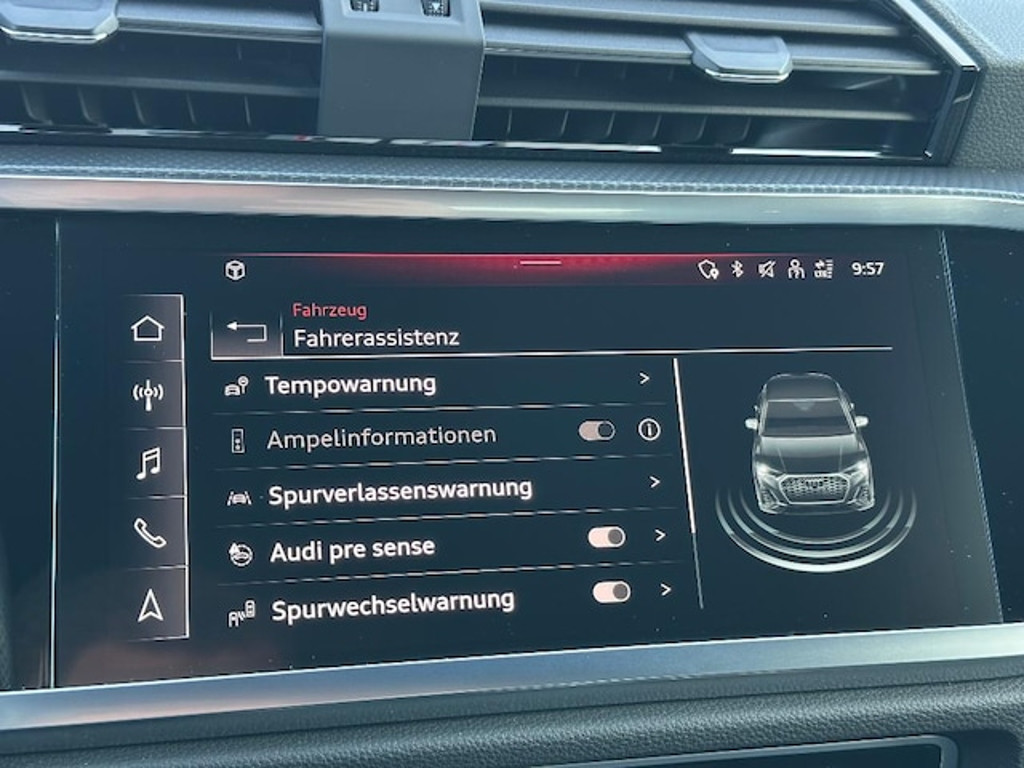 9:57
Fahrzeug
Fahrerassistenz
Tempowarnung
Ampelinformationen
Spurverlassenswarnung
Audi pre sense
Spurwechselwarnung